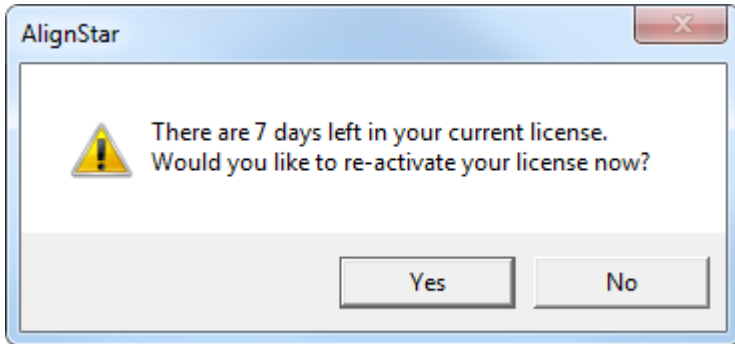 AlignStar
There are 7 days left in your current license.
Would you like to re-activate your license now?
Yes
No